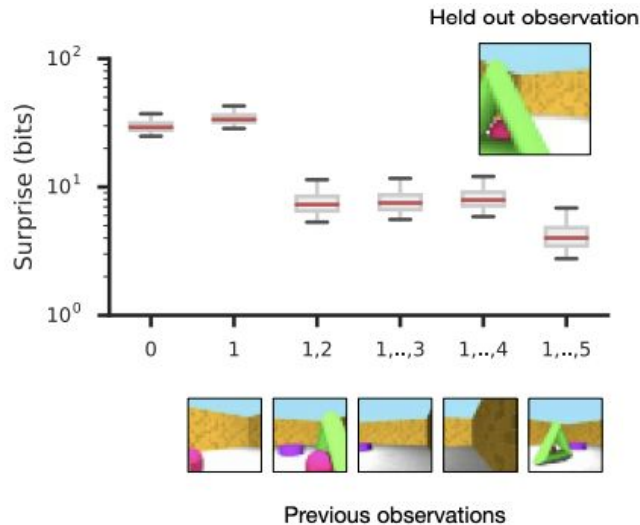 Held out observation
10²
10¹
10⁰
Surprise (bits)
0 1 1,2 1,..,3 1,..,4 1,..,5
Previous observations